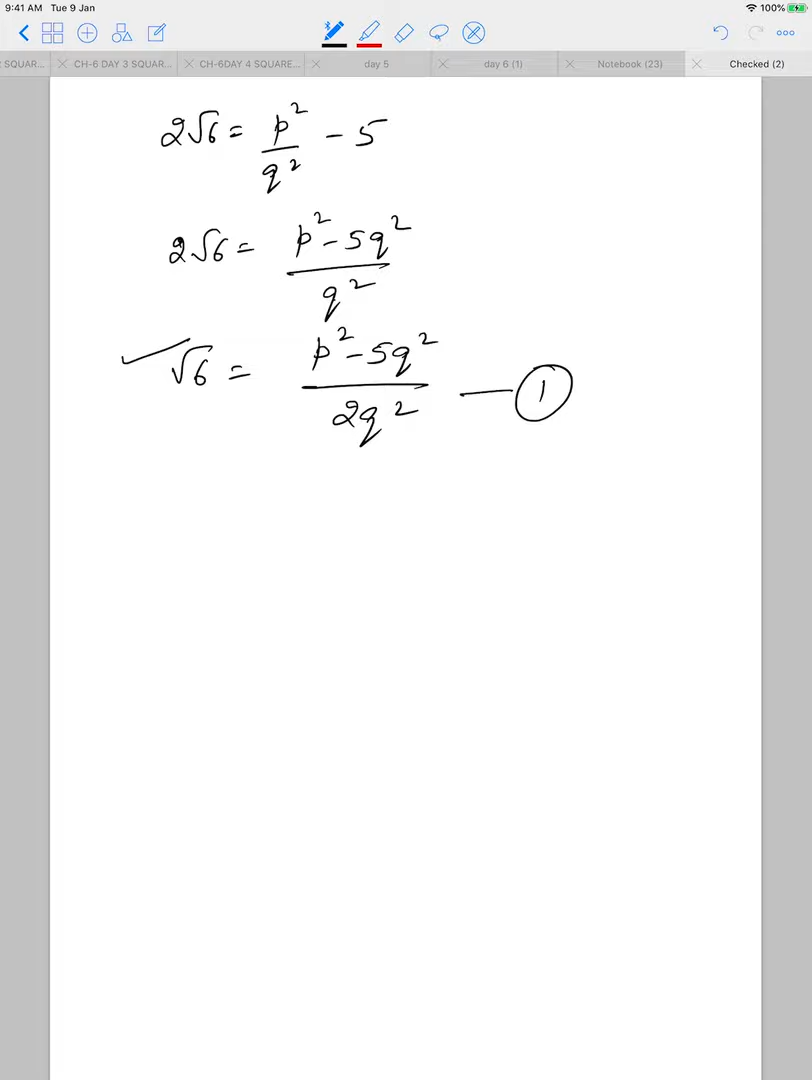 9:41 AM Tue 9 Jan 100%
SQUAR... CH-6 DAY 3 SQUAR... CH-6DAY 4 SQUARE... day 5 day 6 (1) Notebook (23) Checked (2)
2√6 = p²/q² - 5
2√6 = (p² - 5q²)/q²
√6 = (p² - 5q²)/2q² — ①